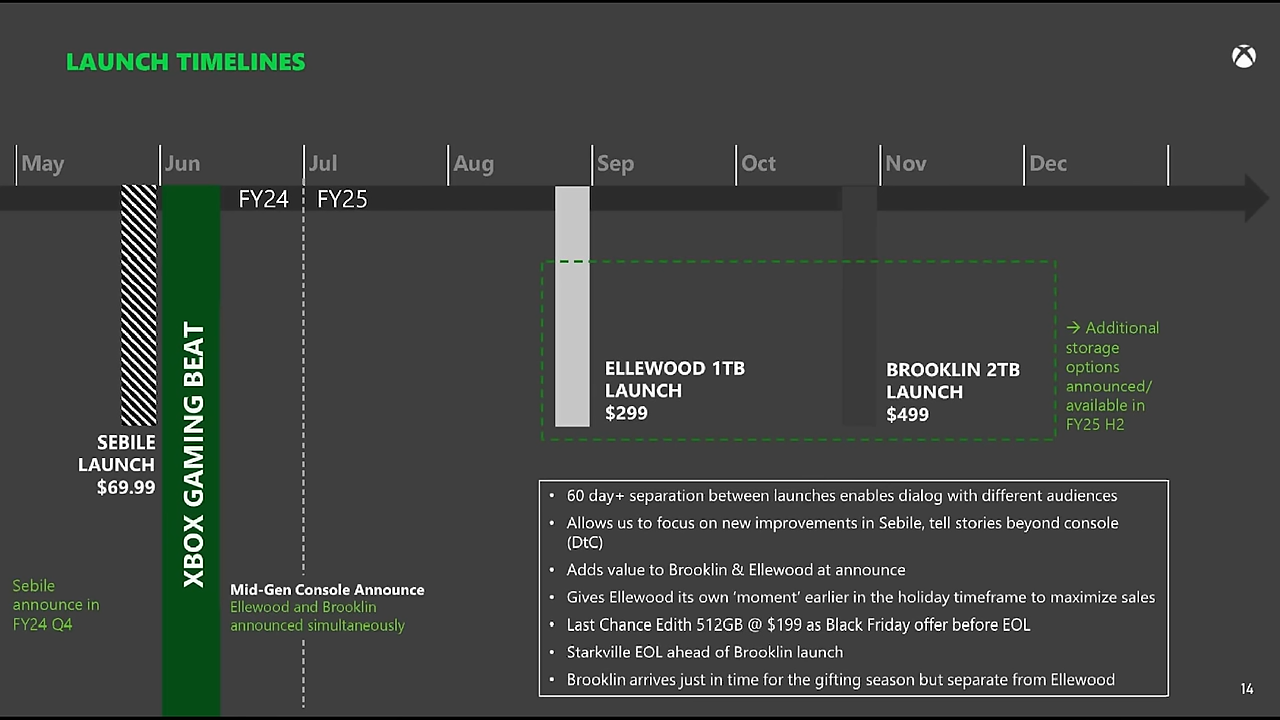 LAUNCH TIMELINES
May
Jun
Jul
Aug
Sep
Oct
Nov
Dec
FY24
FY25
SEBILE
LAUNCH
$69.99
XBOX GAMING BEAT
ELLEWOOD 1TB
LAUNCH
$299
BROOKLIN 2TB
LAUNCH
$499
→ Additional
storage
options
announced/
available in
FY25 H2
Sebile
announce in
FY24 Q4
Mid-Gen Console Announce
Ellewood and Brooklin
announced simultaneously
• 60 day+ separation between launches enables dialog with different audiences
• Allows us to focus on new improvements in Sebile, tell stories beyond console
(DtC)
• Adds value to Brooklin & Ellewood at announce
• Gives Ellewood its own ‘moment’ earlier in the holiday timeframe to maximize sales
• Last Chance Edith 512GB @ $199 as Black Friday offer before EOL
• Starkville EOL ahead of Brooklin launch
• Brooklin arrives just in time for the gifting season but separate from Ellewood
14